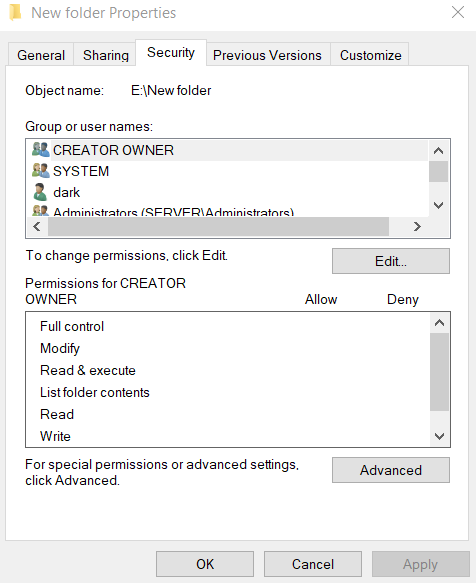 New folder Properties
General Sharing Security Previous Versions Customize
Object name: E:\New folder
Group or user names:
CREATOR OWNER
SYSTEM
dark
Administrators (SERVER\Administrators)
To change permissions, click Edit.
Edit...
Permissions for CREATOR
OWNER Allow Deny
Full control
Modify
Read & execute
List folder contents
Read
Write
For special permissions or advanced settings,
click Advanced.
Advanced
OK Cancel Apply